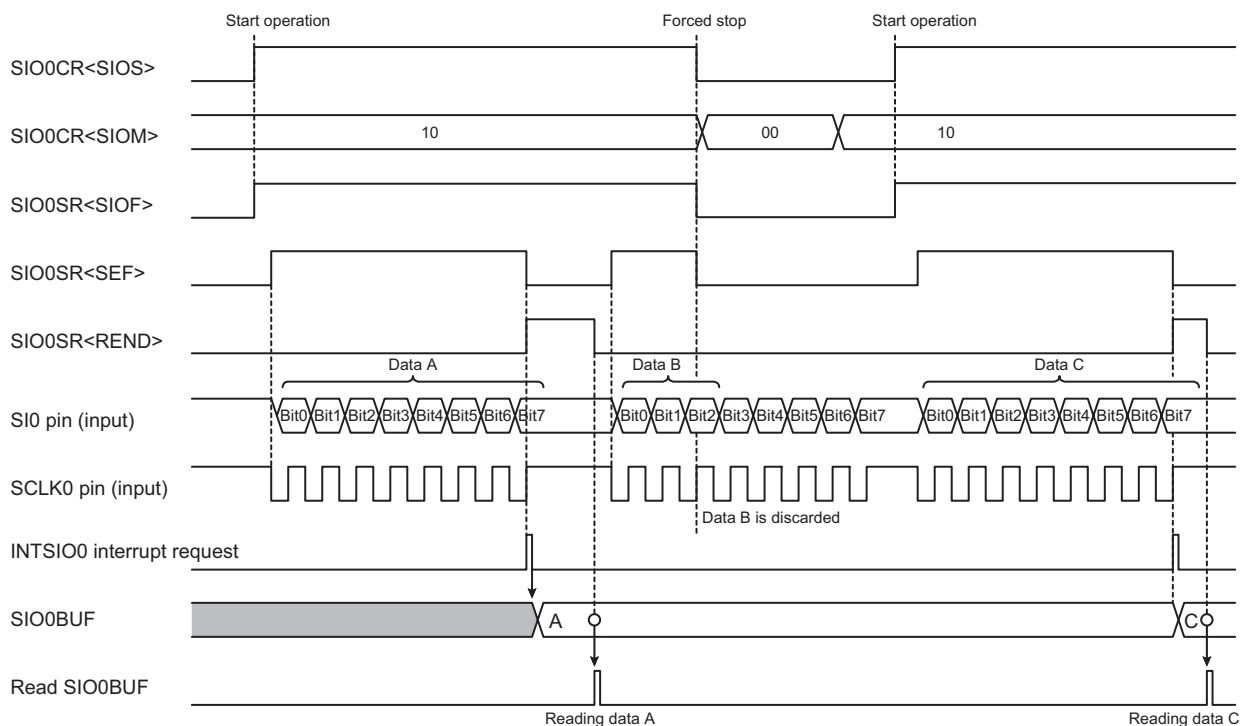 Start operation Forced stop Start operation
SIO0CR<SIOS>
SIO0CR<SIOM> 10 00 10
SIO0SR<SIOF>
SIO0SR<SEF>
SIO0SR<REND>
Data A Data B Data C
SI0 pin (input) Bit0 Bit1 Bit2 Bit3 Bit4 Bit5 Bit6 Bit7 Bit0 Bit1 Bit2 Bit3 Bit4 Bit5 Bit6 Bit7 Bit0 Bit1 Bit2 Bit3 Bit4 Bit5 Bit6 Bit7
SCLK0 pin (input)
Data B is discarded
INTSIO0 interrupt request
SIO0BUF A C
Read SIO0BUF
Reading data A Reading data C